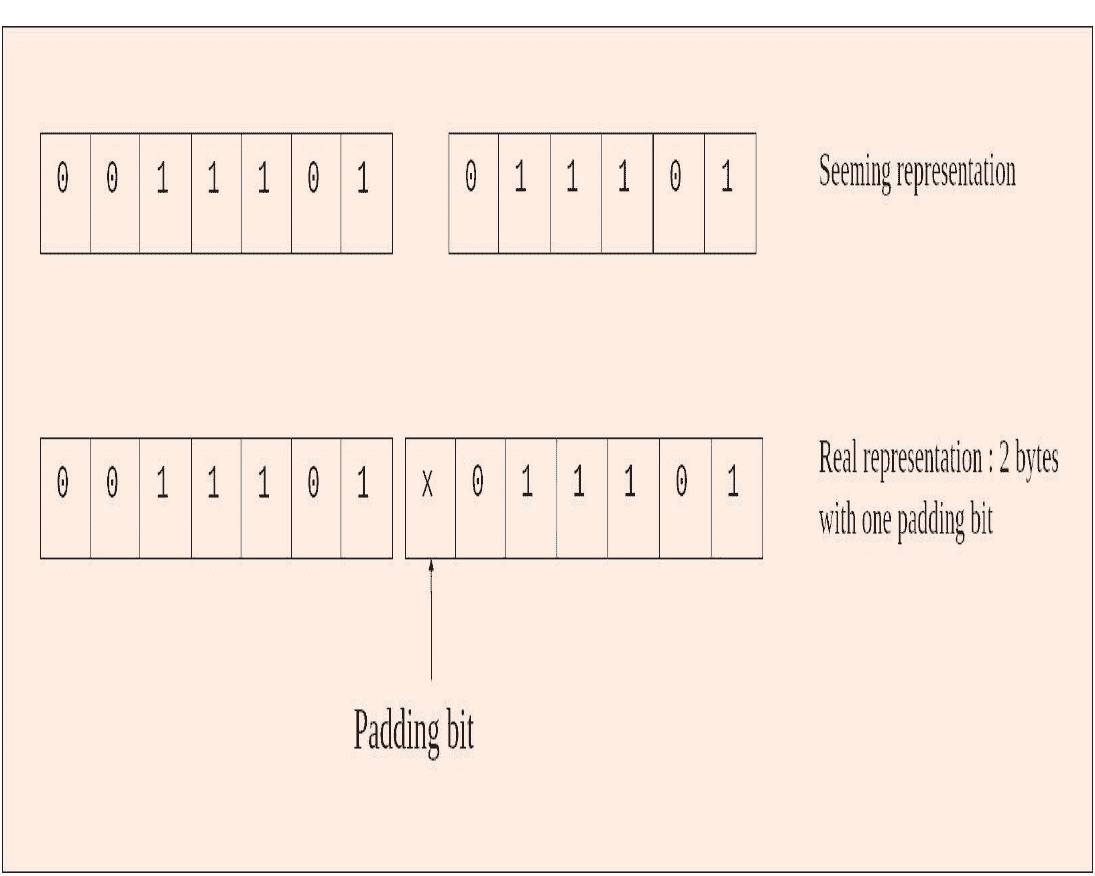 0 0 1 1 1 0 1 0 1 1 1 0 1 Seeming representation
0 0 1 1 1 0 1 x 0 1 1 1 0 1 Real representation : 2 bytes
with one padding bit
Padding bit